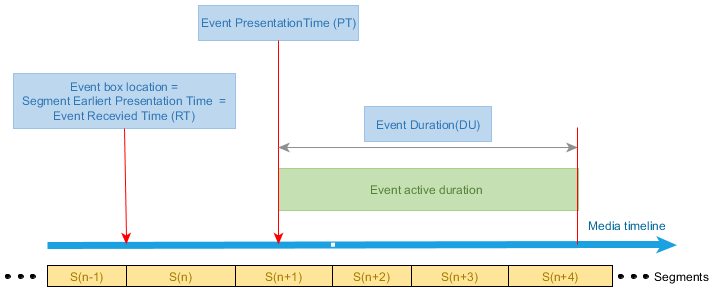 Event PresentationTime (PT)
Event box location =
Segment Earliert Presentation Time =
Event Recevied Time (RT)
Event Duration(DU)
Event active duration
Media timeline
S(n-1) S(n) S(n+1) S(n+2) S(n+3) S(n+4) Segments